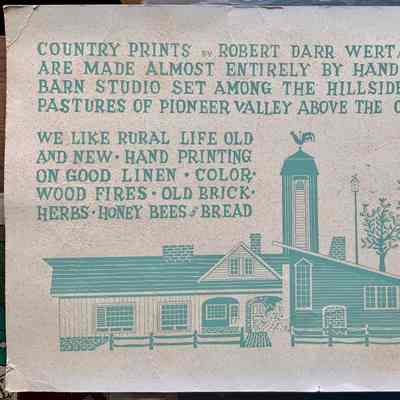 COUNTRY PRINTS BY ROBERT DARR WERT
ARE MADE ALMOST ENTIRELY BY HAND
BARN STUDIO SET AMONG THE HILLSIDE
PASTURES OF PIONEER VALLEY ABOVE THE
WE LIKE RURAL LIFE OLD
AND NEW · HAND PRINTING
ON GOOD LINEN · COLOR ·
WOOD FIRES · OLD BRICK ·
HERBS · HONEY BEES & BREAD